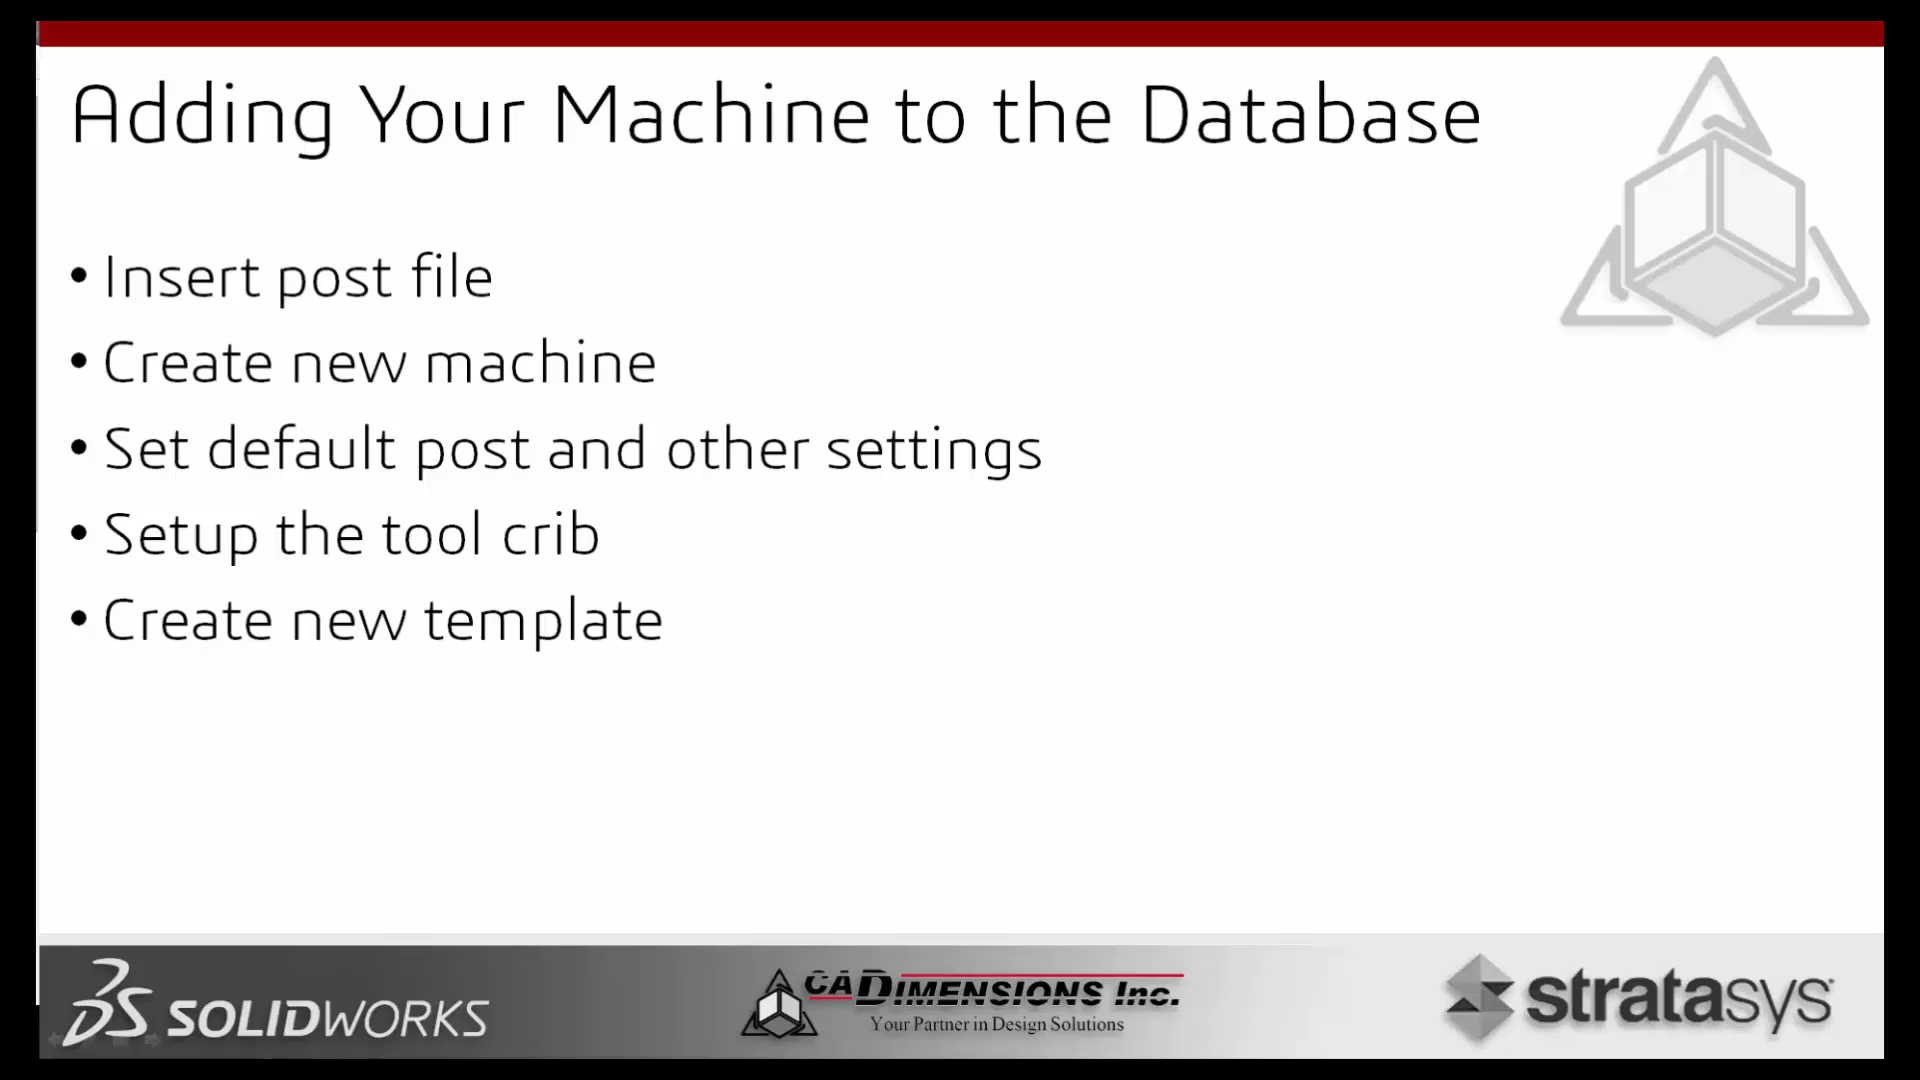 Adding Your Machine to the Database
• Insert post file
• Create new machine
• Set default post and other settings
• Setup the tool crib
• Create new template
SOLIDWORKS
CADIMENSIONS Inc.
Your Partner in Design Solutions
stratasys